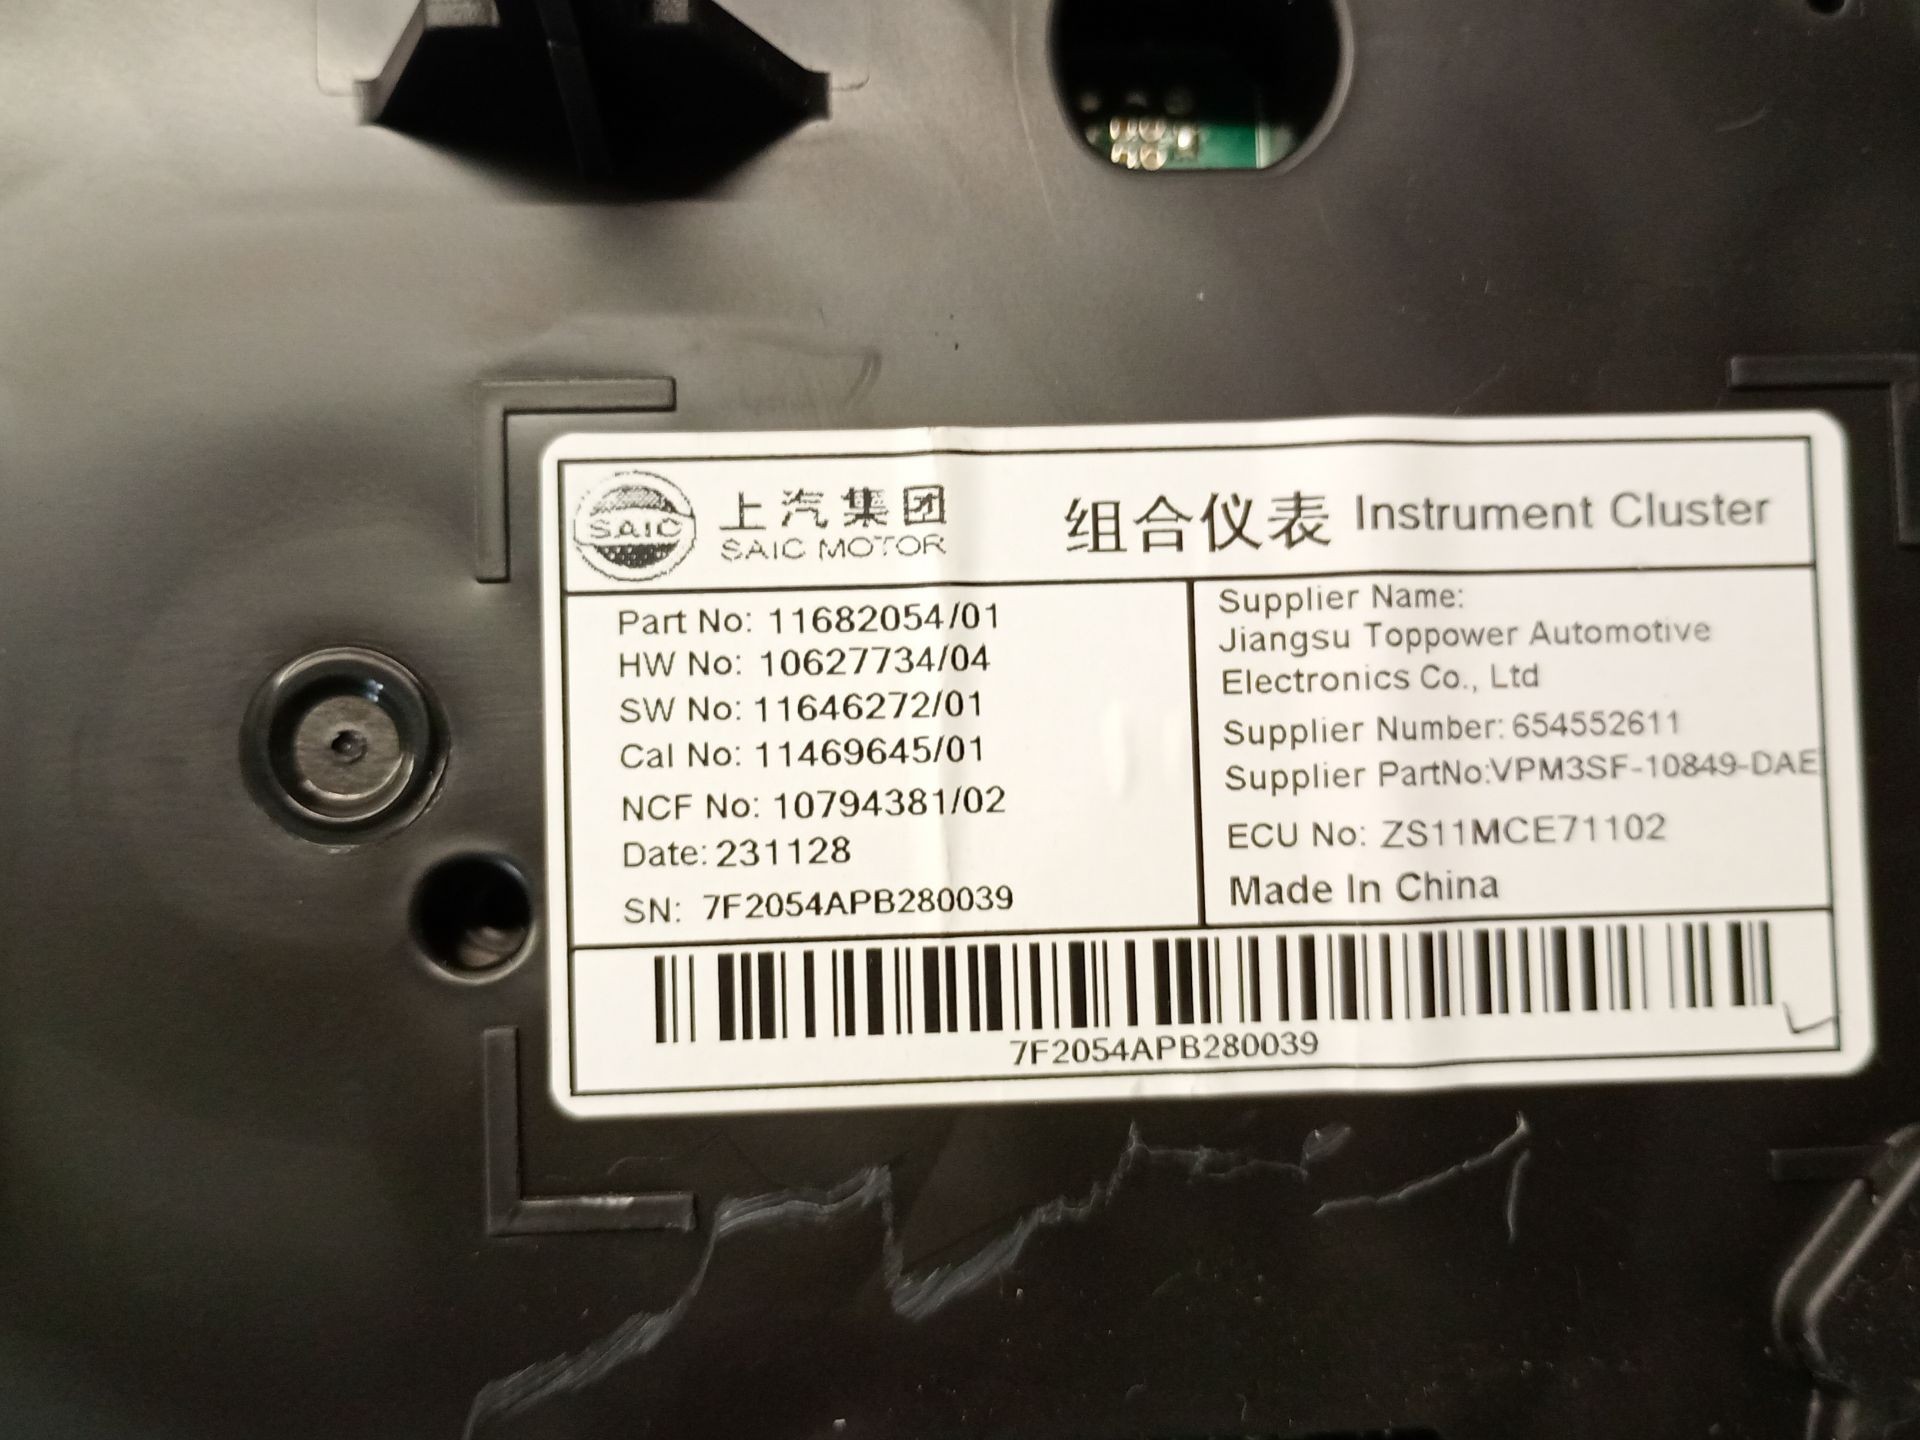 SAIC
上汽集团
SAIC MOTOR
组合仪表 Instrument Cluster
Part No: 11682054/01
HW No: 10627734/04
SW No: 11646272/01
Cal No: 11469645/01
NCF No: 10794381/02
Date: 231128
SN: 7F2054APB280039
Supplier Name:
Jiangsu Toppower Automotive
Electronics Co., Ltd
Supplier Number: 654552611
Supplier PartNo:VPM3SF-10849-DAE
ECU No: ZS11MCE71102
Made In China
7F2054APB280039